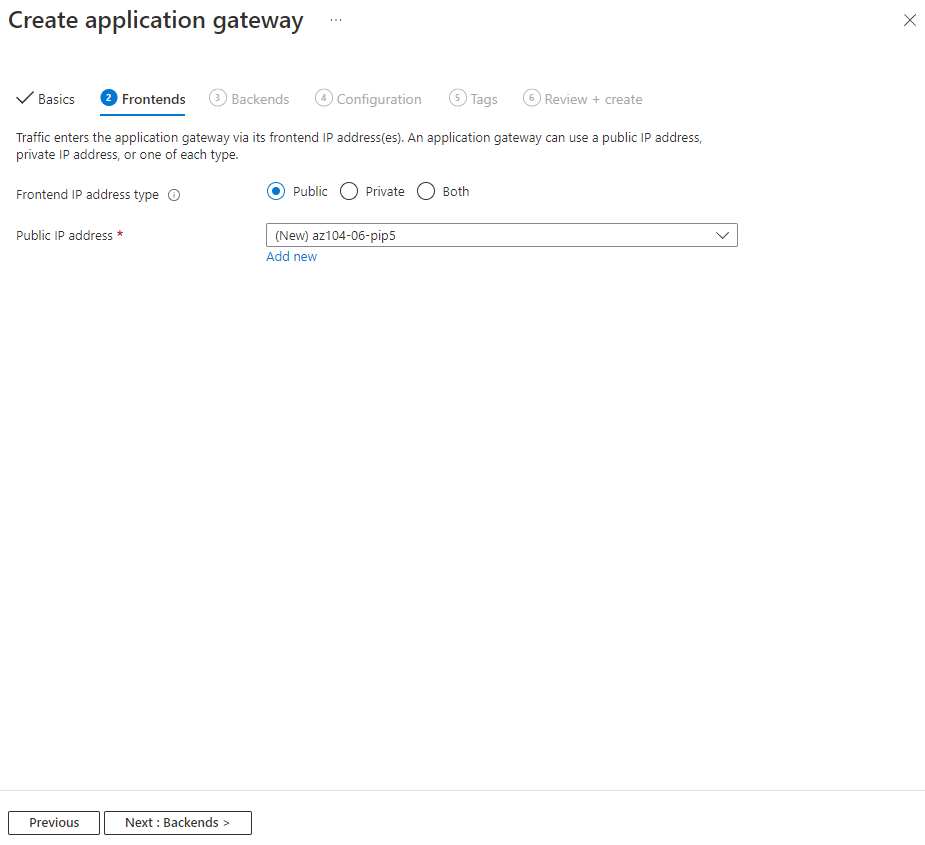 Create application gateway ...
Basics 2 Frontends 3 Backends 4 Configuration 5 Tags 6 Review + create
Traffic enters the application gateway via its frontend IP address(es). An application gateway can use a public IP address,
private IP address, or one of each type.
Frontend IP address type Public Private Both
Public IP address * (New) az104-06-pip5
Add new
Previous Next : Backends >